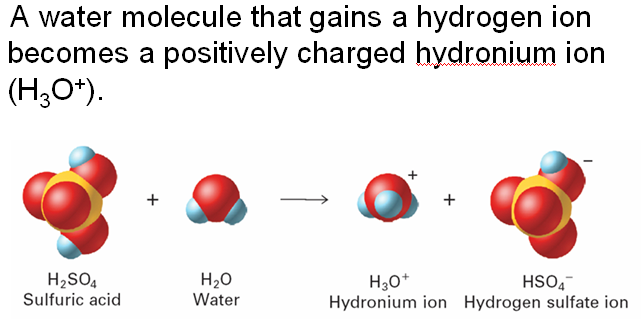 A water molecule that gains a hydrogen ion
becomes a positively charged hydronium ion
(H₃O⁺).
+ → + + −
H₂SO₄ H₂O H₃O⁺ HSO₄⁻
Sulfuric acid Water Hydronium ion Hydrogen sulfate ion